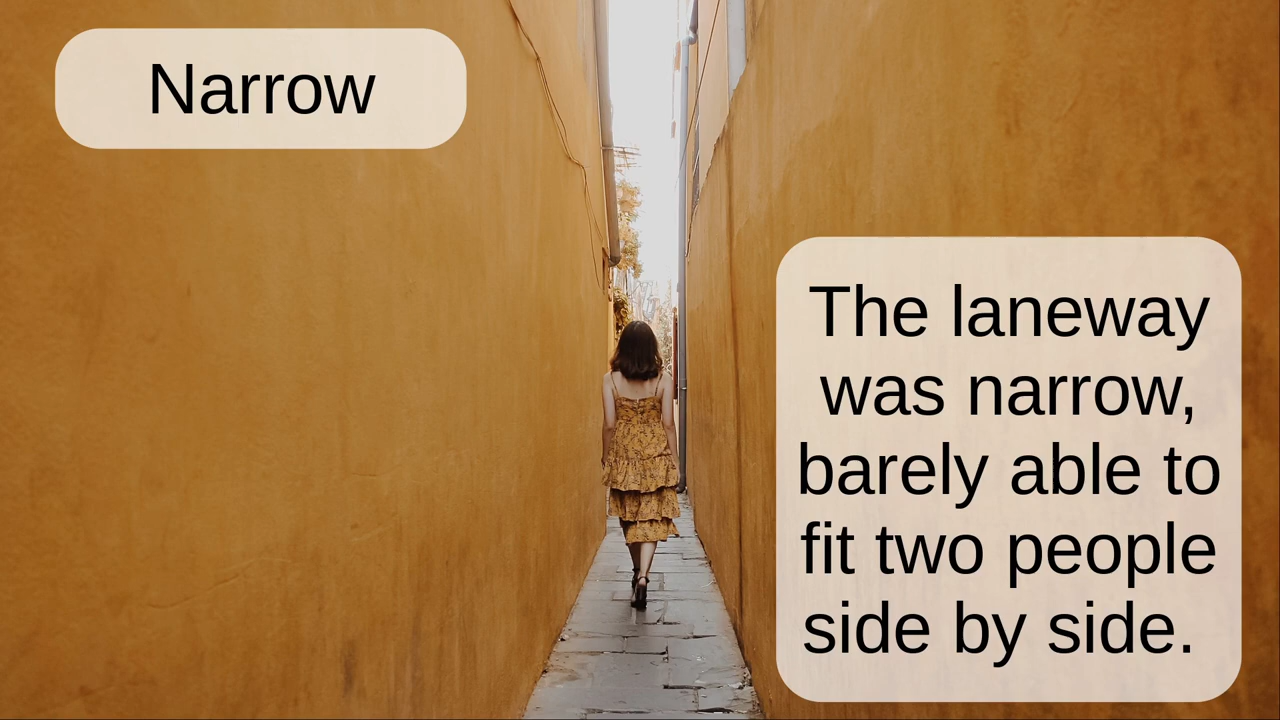 Narrow
The laneway
was narrow,
barely able to
fit two people
side by side.